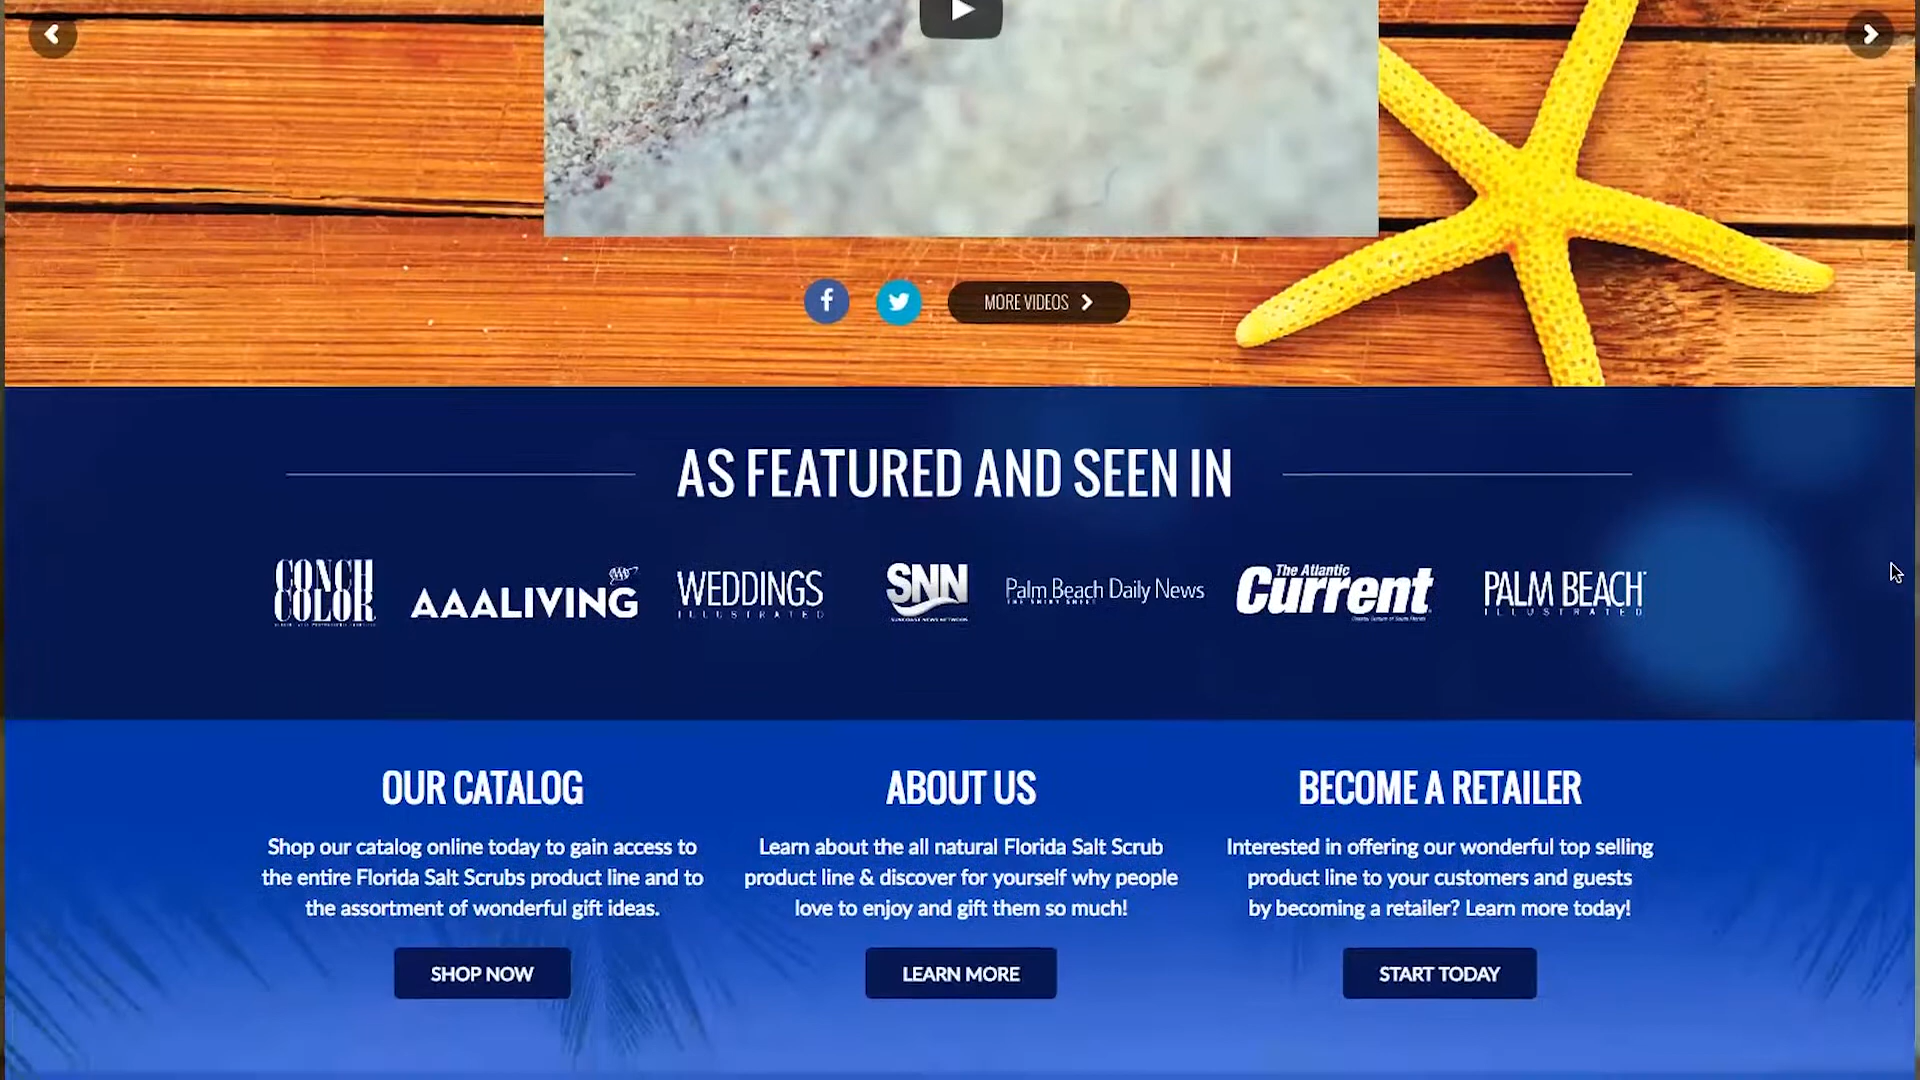 MORE VIDEOS
AS FEATURED AND SEEN IN
CONCH
COLOR
AAALIVING
WEDDINGS
ILLUSTRATED
SNN
SUNCOAST NEWS NETWORK
Palm Beach Daily News
THE SHINY SHEET
The Atlantic
Current
PALM BEACH
ILLUSTRATED
OUR CATALOG
Shop our catalog online today to gain access to
the entire Florida Salt Scrubs product line and to
the assortment of wonderful gift ideas.
SHOP NOW
ABOUT US
Learn about the all natural Florida Salt Scrub
product line & discover for yourself why people
love to enjoy and gift them so much!
LEARN MORE
BECOME A RETAILER
Interested in offering our wonderful top selling
product line to your customers and guests
by becoming a retailer? Learn more today!
START TODAY